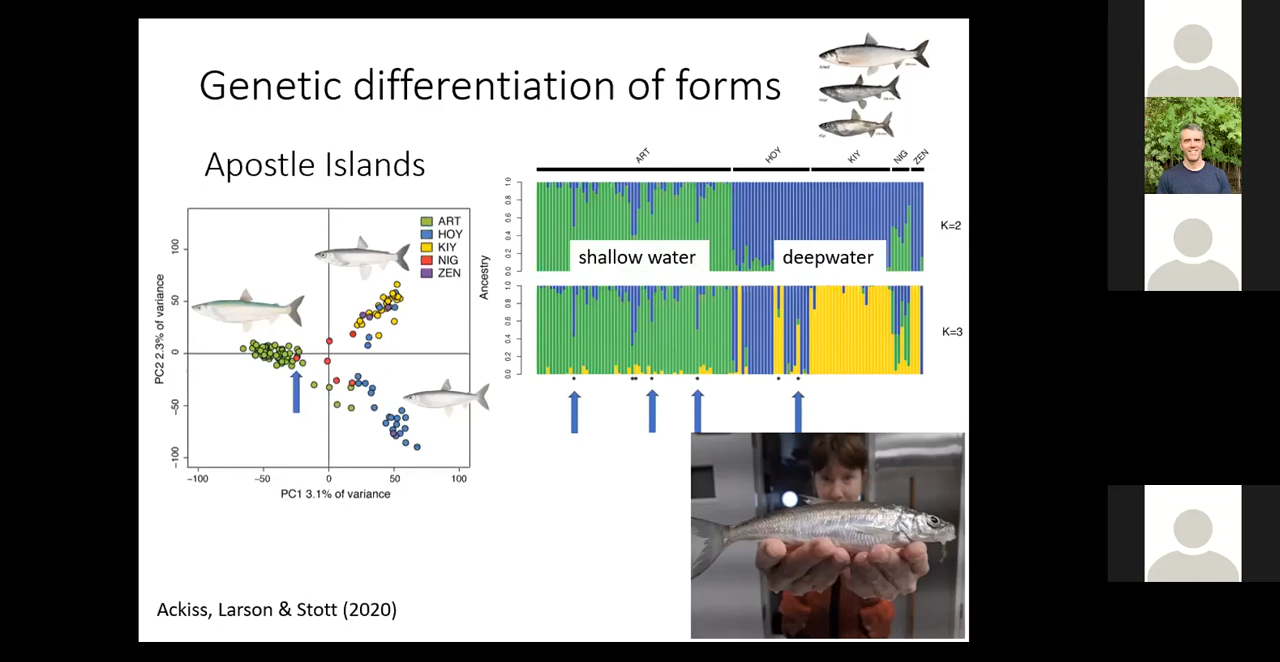 Genetic differentiation of forms
Apostle Islands
ART
HOY
KIY
NIG
ZEN
100
50
0
−50
−100
PC2 2.3% of variance
−100
−50
0
50
100
PC1 3.1% of variance
ART
HOY
KIY
NIG
ZEN
Ancestry
1.0
0.8
0.6
0.4
0.2
0.0
K=2
shallow water
deepwater
1.0
0.8
0.6
0.4
0.2
0.0
K=3
* ** * * * *
Ackiss, Larson & Stott (2020)